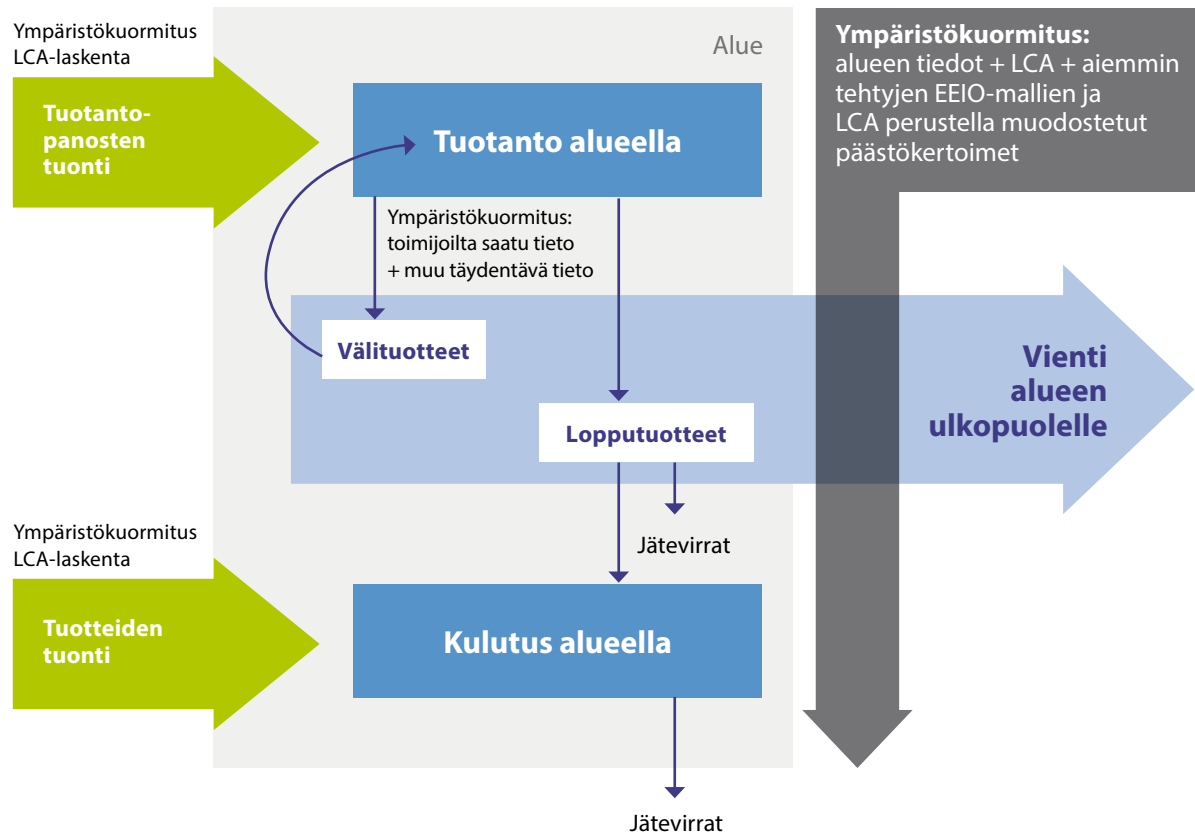 Ympäristökuormitus
LCA-laskenta
Tuotanto-
panosten
tuonti
Alue
Tuotanto alueella
Ympäristökuormitus:
alueen tiedot + LCA + aiemmin
tehtyjen EEIO-mallien ja
LCA perustella muodostetut
päästökertoimet
Ympäristökuormitus:
toimijoilta saatu tieto
+ muu täydentävä tieto
Välituotteet
Lopputuotteet
Vienti
alueen
ulkopuolelle
Jätevirrat
Ympäristökuormitus
LCA-laskenta
Tuotteiden
tuonti
Kulutus alueella
Jätevirrat